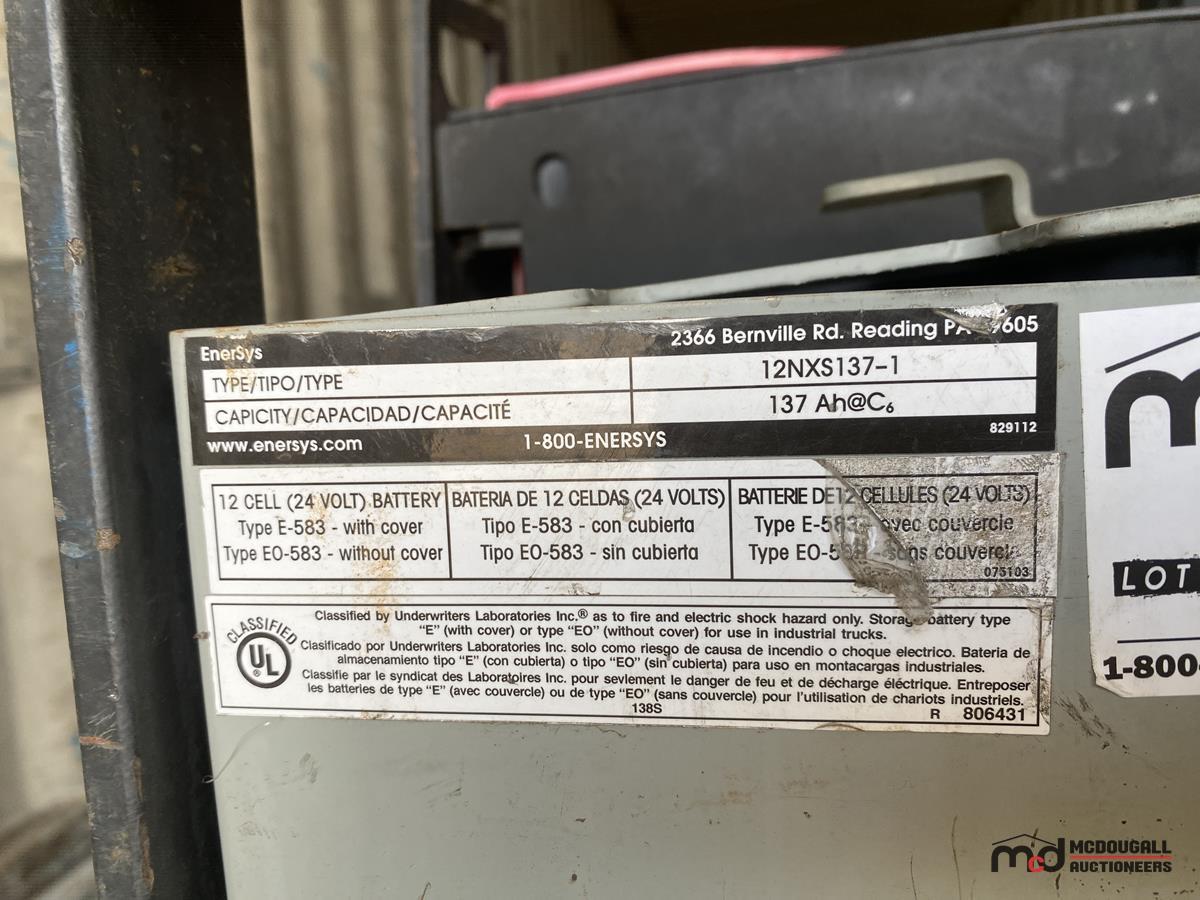 EnerSys
2366 Bernville Rd. Reading PA
TYPE/TIPO/TYPE 12NXS137-1
CAPICITY/CAPACIDAD/CAPACITÉ 137 Ah@C₆
www.enersys.com 1-800-ENERSYS 829112
12 CELL (24 VOLT) BATTERY
Type E-583 - with cover
Type EO-583 - without cover
BATERIA DE 12 CELDAS (24 VOLTS)
Tipo E-583 - con cubierta
Tipo EO-583 - sin cubierta
BATTERIE DE 12 CELLULES (24 VOLTS)
Type E-583 - avec couvercle
Type EO-583 - sans couvercle
075103
CLASSIFIED
UL
Classified by Underwriters Laboratories Inc.® as to fire and electric shock hazard only. Storage battery type
"E" (with cover) or type "EO" (without cover) for use in industrial trucks.
Clasificado por Underwriters Laboratories Inc. solo como riesgo de causa de incendio o choque electrico. Bateria de
almacenamiento tipo "E" (con cubierta) o tipo "EO" (sin cubierta) para uso en montacargas industriales.
Classifie par le syndicat des Laboratoires Inc. pour sevlement le danger de feu et de décharge électrique. Entreposer
les batteries de type "E" (avec couvercle) ou de type "EO" (sans couvercle) pour l'utilisation de chariots industriels.
138S
R 806431
LOT
1-800
mcd MCDOUGALL
AUCTIONEERS